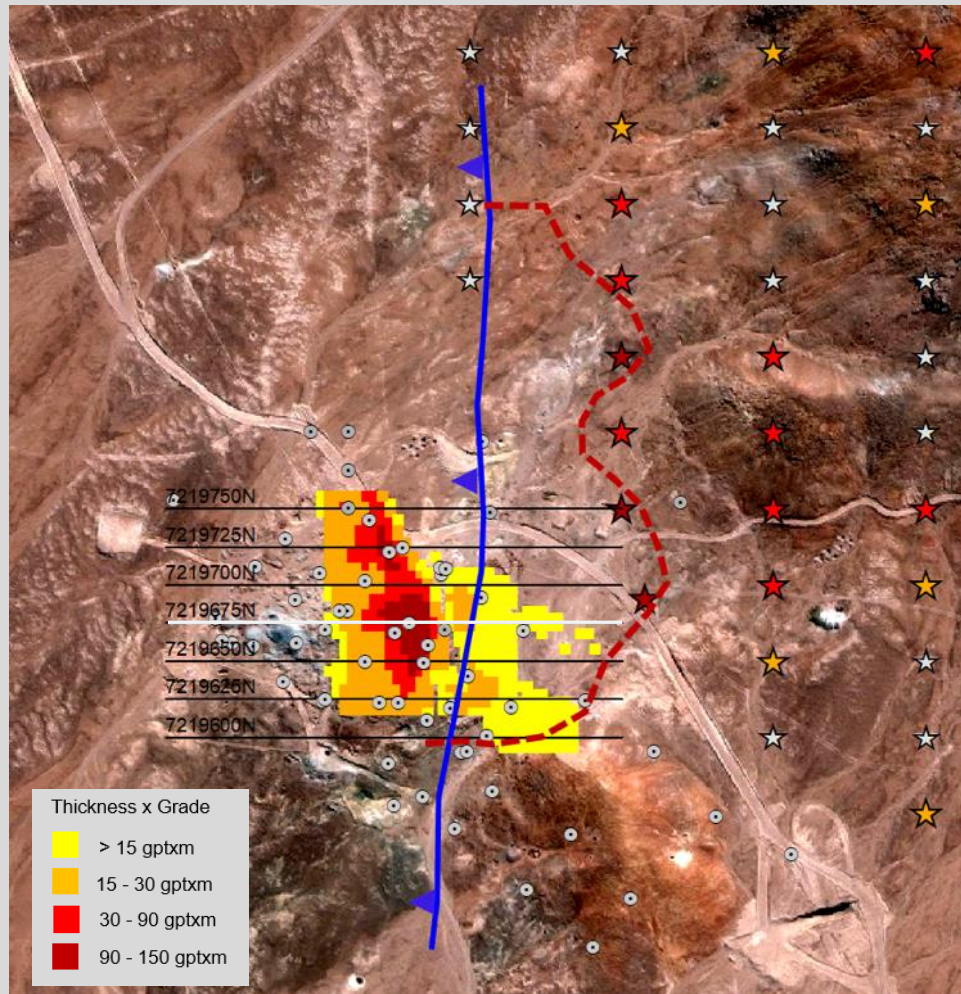 7219750N
7219725N
7219700N
7219675N
7219650N
7219625N
7219600N
Thickness x Grade
> 15 gptxm
15 - 30 gptxm
30 - 90 gptxm
90 - 150 gptxm